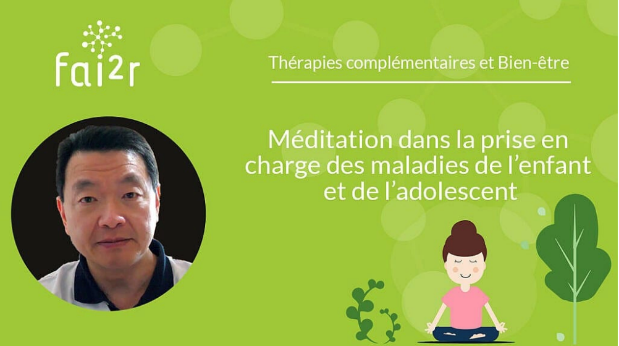 fai2r
Thérapies complémentaires et Bien-être
Méditation dans la prise en
charge des maladies de l'enfant
et de l'adolescent